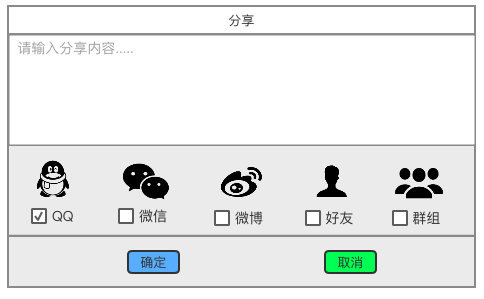 分享
请输入分享内容.....
QQ 微信 微博 好友 群组
确定 取消